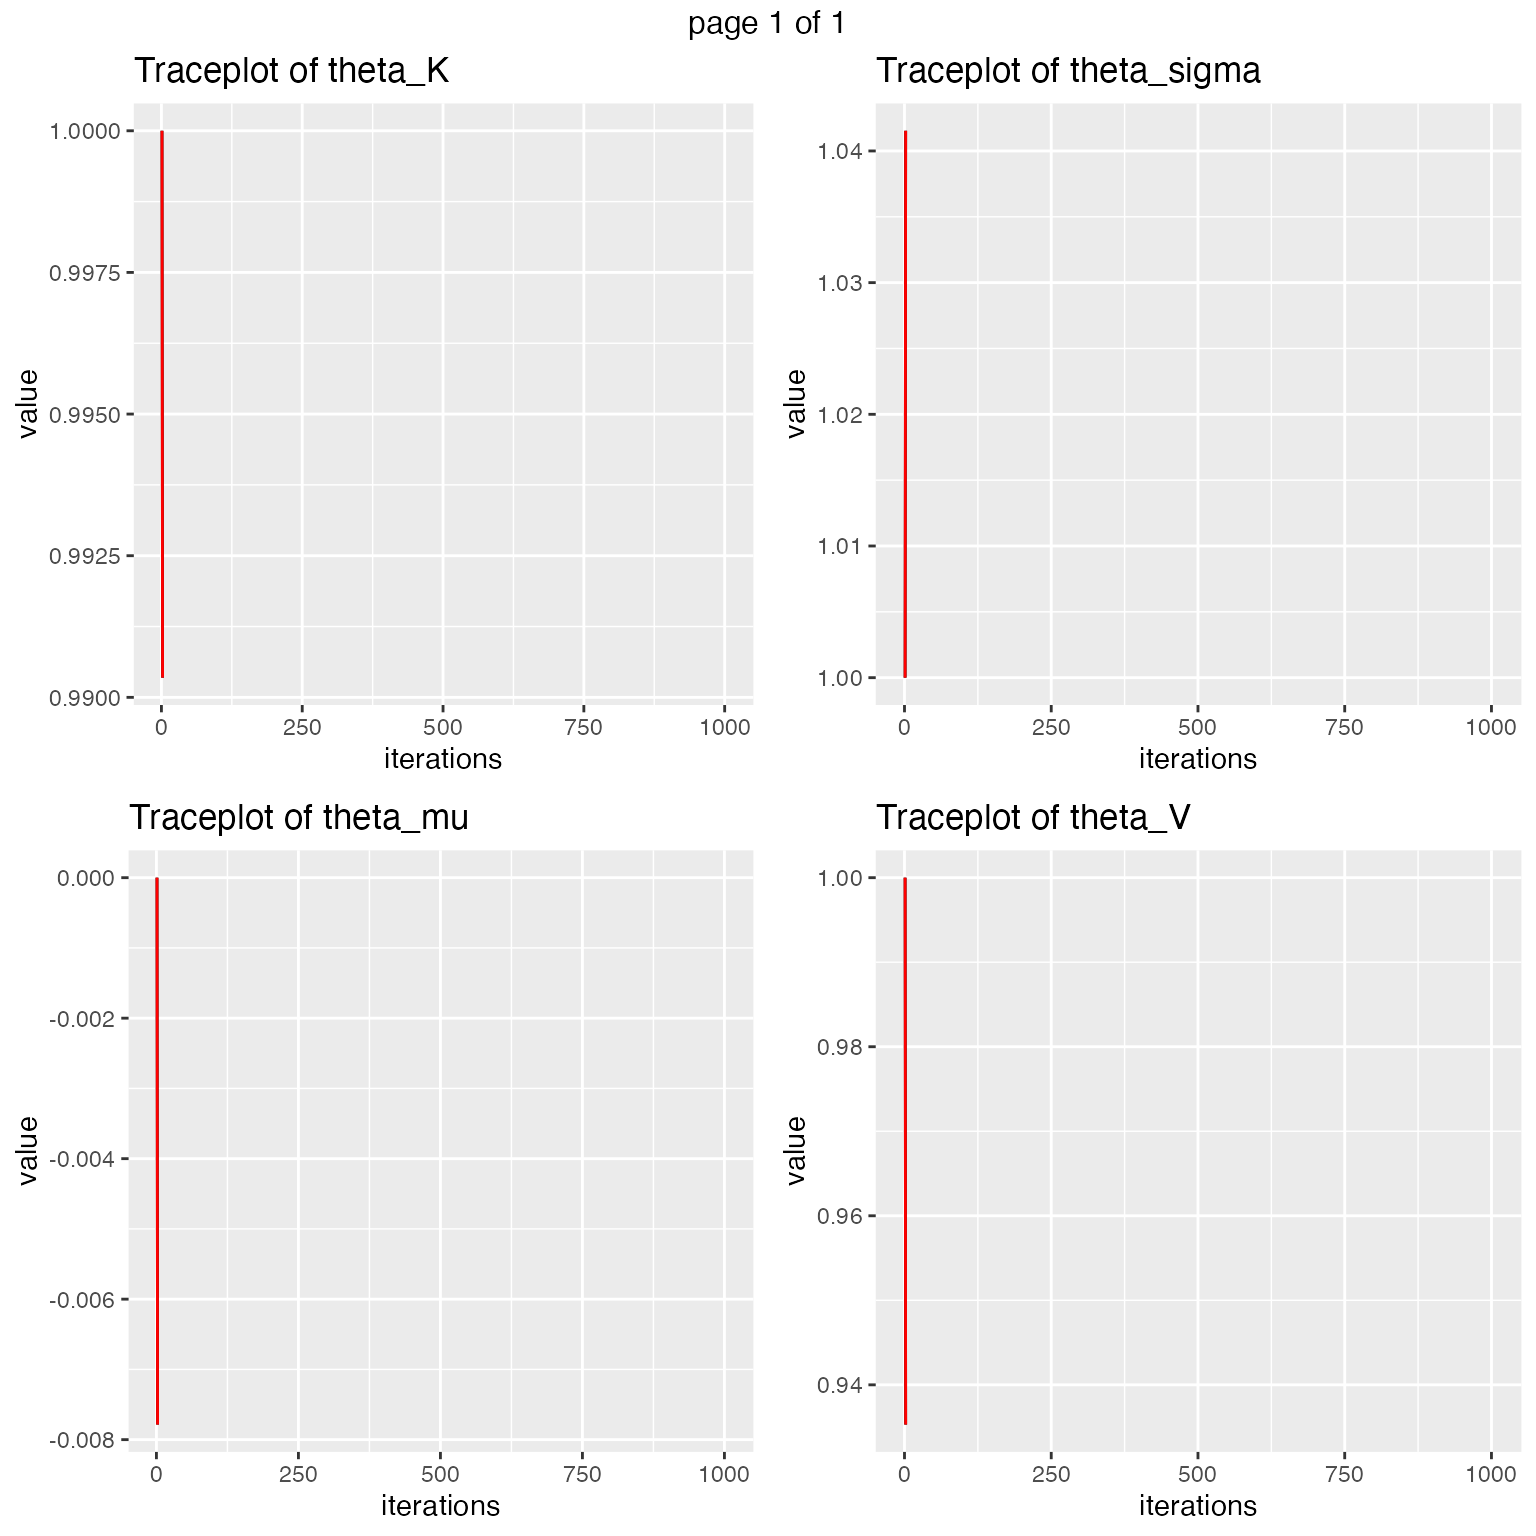 page 1 of 1
Traceplot of theta_K
1.0000
0.9975
0.9950
0.9925
0.9900
value
0 250 500 750 1000
iterations
Traceplot of theta_sigma
1.04
1.03
1.02
1.01
1.00
value
0 250 500 750 1000
iterations
Traceplot of theta_mu
0.000
-0.002
-0.004
-0.006
-0.008
value
0 250 500 750 1000
iterations
Traceplot of theta_V
1.00
0.98
0.96
0.94
value
0 250 500 750 1000
iterations